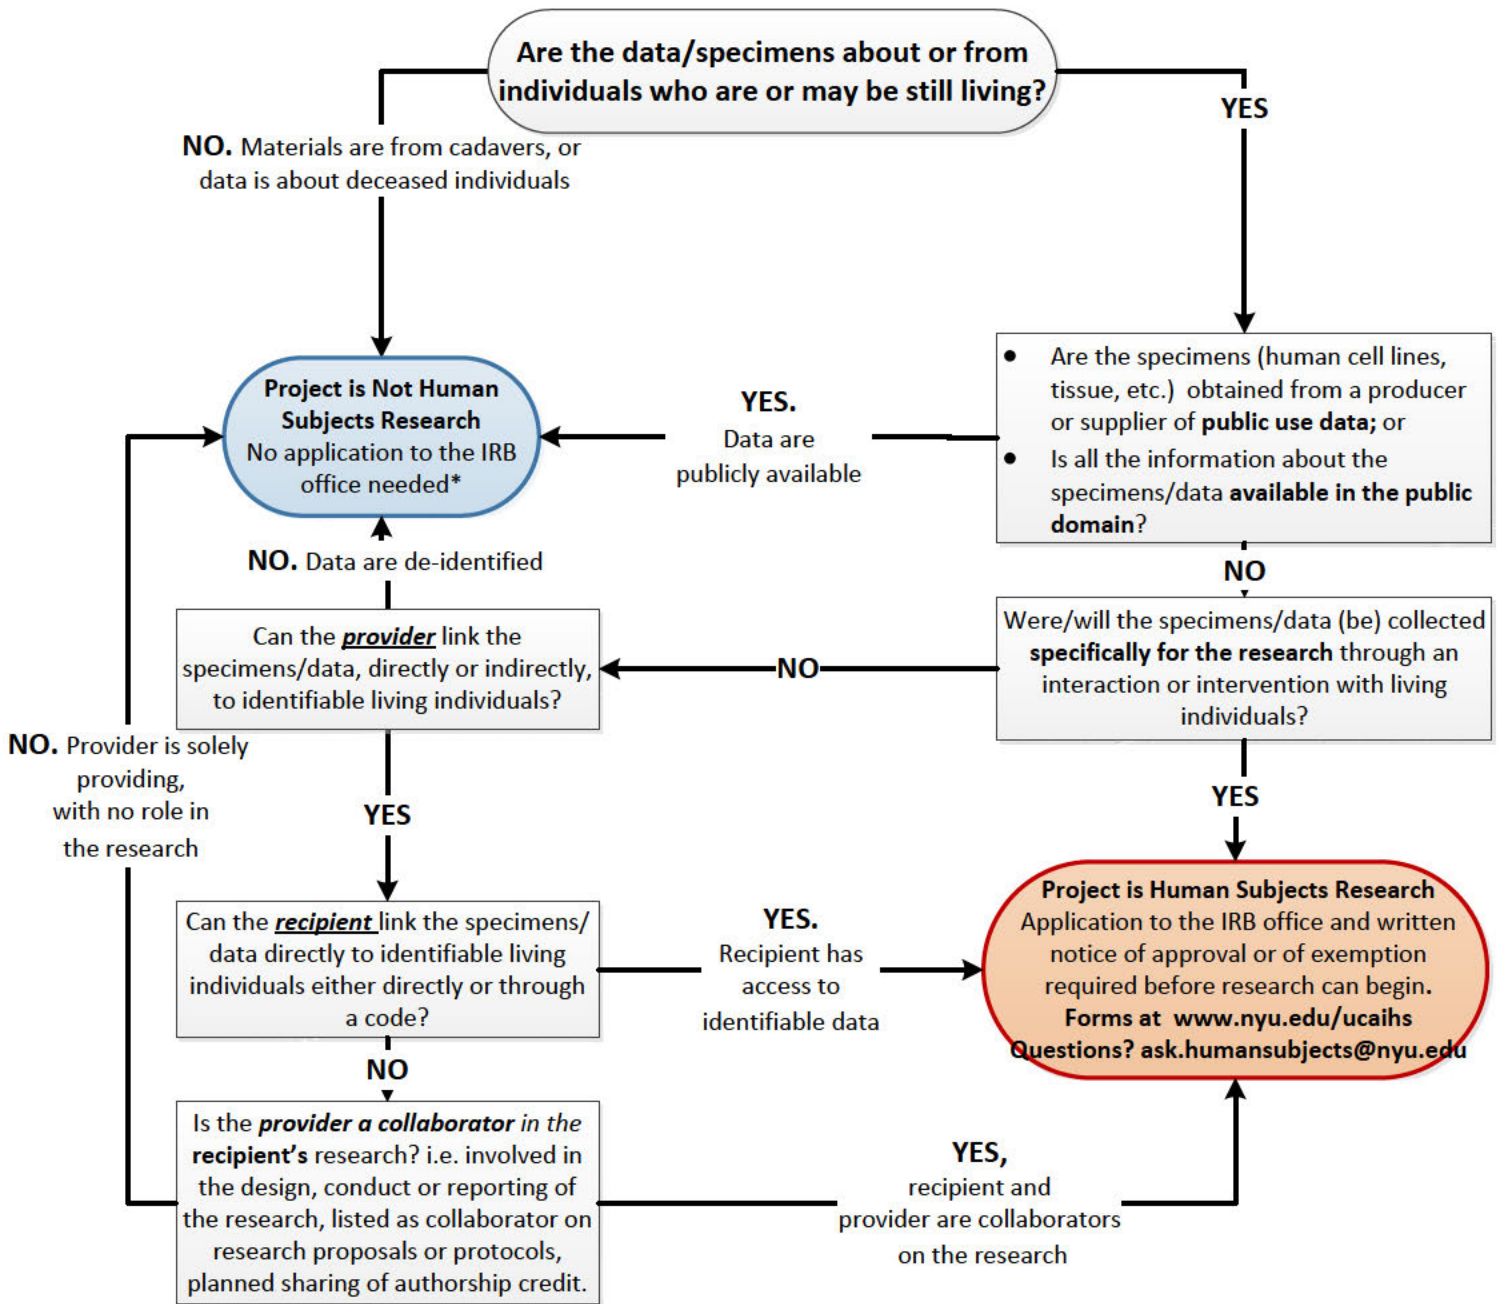 Are the data/specimens about or from
individuals who are or may be still living?
YES
NO. Materials are from cadavers, or
data is about deceased individuals
Project is Not Human
Subjects Research
No application to the IRB
office needed*
YES.
Data are
publicly available
● Are the specimens (human cell lines,
tissue, etc.) obtained from a producer
or supplier of public use data; or
● Is all the information about the
specimens/data available in the public
domain?
NO
NO. Data are de-identified
Can the provider link the
specimens/data, directly or indirectly,
to identifiable living individuals?
NO
Were/will the specimens/data (be) collected
specifically for the research through an
interaction or intervention with living
individuals?
NO. Provider is solely
providing,
with no role in
the research
YES
YES
Can the recipient link the specimens/
data directly to identifiable living
individuals either directly or through
a code?
YES.
Recipient has
access to
identifiable data
Project is Human Subjects Research
Application to the IRB office and written
notice of approval or of exemption
required before research can begin.
Forms at www.nyu.edu/ucaihs
Questions? ask.humansubjects@nyu.edu
NO
Is the provider a collaborator in the
recipient's research? i.e. involved in
the design, conduct or reporting of
the research, listed as collaborator on
research proposals or protocols,
planned sharing of authorship credit.
YES,
recipient and
provider are collaborators
on the research